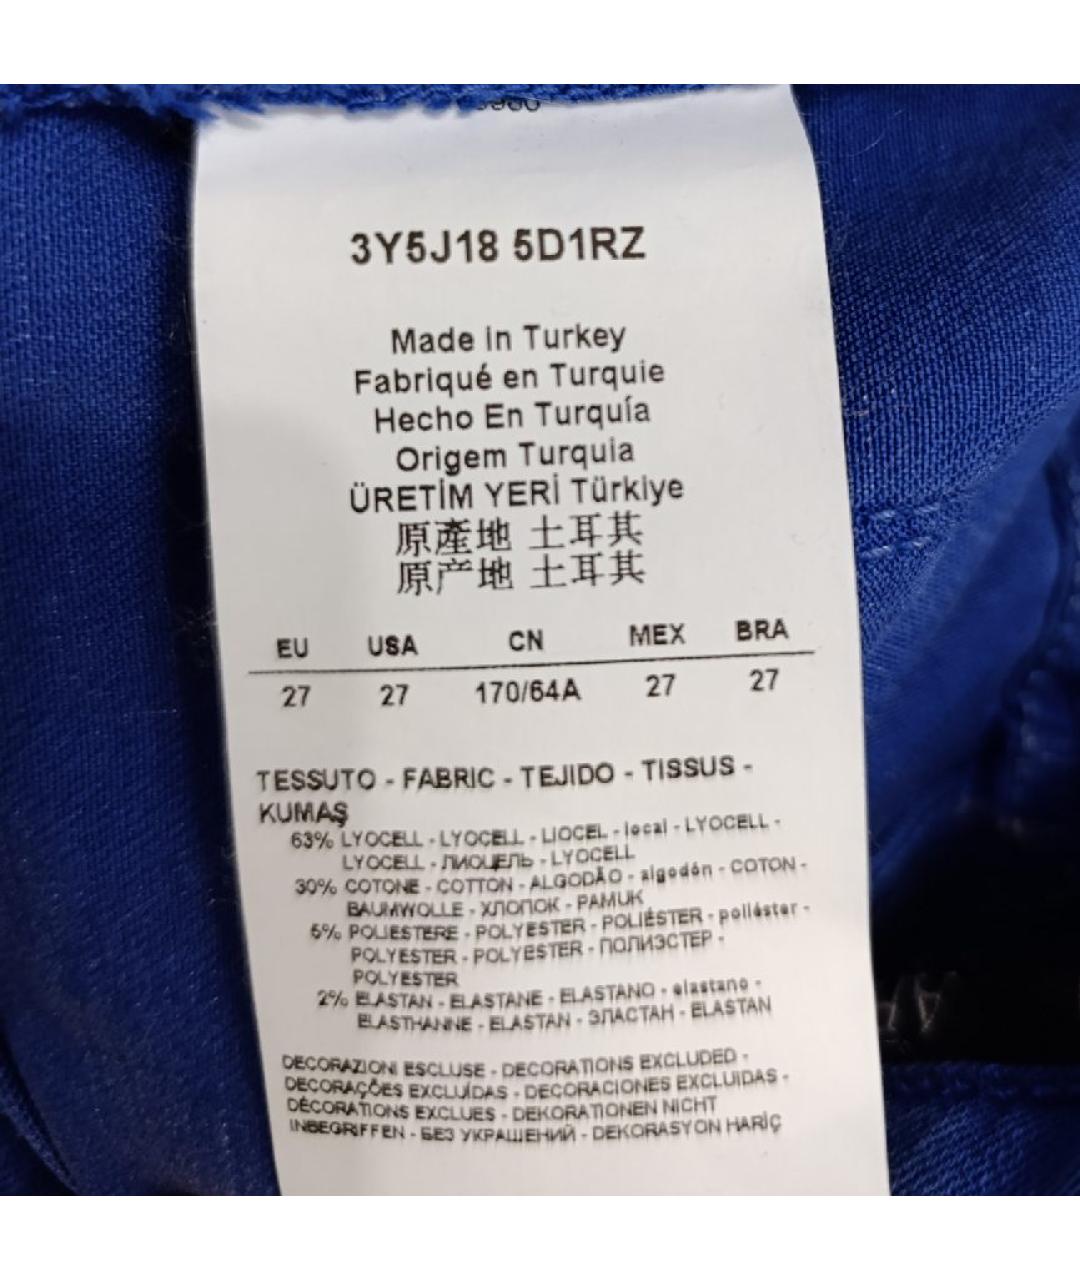 3Y5J18 5D1RZ
Made in Turkey
Fabriqué en Turquie
Hecho En Turquía
Origem Turquia
ÜRETİM YERİ Türkiye
原產地 土耳其
原产地 土耳其
EU USA CN MEX BRA
27 27 170/64A 27 27
TESSUTO - FABRIC - TEJIDO - TISSUS -
KUMAŞ
63% LYOCELL - LYOCELL - LIOCEL - local - LYOCELL -
LYOCELL - ЛИОЦЕЛЬ - LYOCELL
30% COTONE - COTTON - ALGODÃO - algodón - COTON -
BAUMWOLLE - ХЛОПОК - PAMUK
5% POLIESTERE - POLYESTER - POLIÉSTER - poliéster -
POLYESTER - POLYESTER - ПОЛИЭСТЕР -
POLYESTER
2% ELASTAN - ELASTANE - ELASTANO - elastano -
ELASTHANNE - ELASTAN - ЭЛАСТАН - ELASTAN
DECORAZIONI ESCLUSE - DECORATIONS EXCLUDED -
DECORAÇÕES EXCLUÍDAS - DECORACIONES EXCLUIDAS -
DÉCORATIONS EXCLUES - DEKORATIONEN NICHT
INBEGRIFFEN - БЕЗ УКРАШЕНИЙ - DEKORASYON HARİÇ